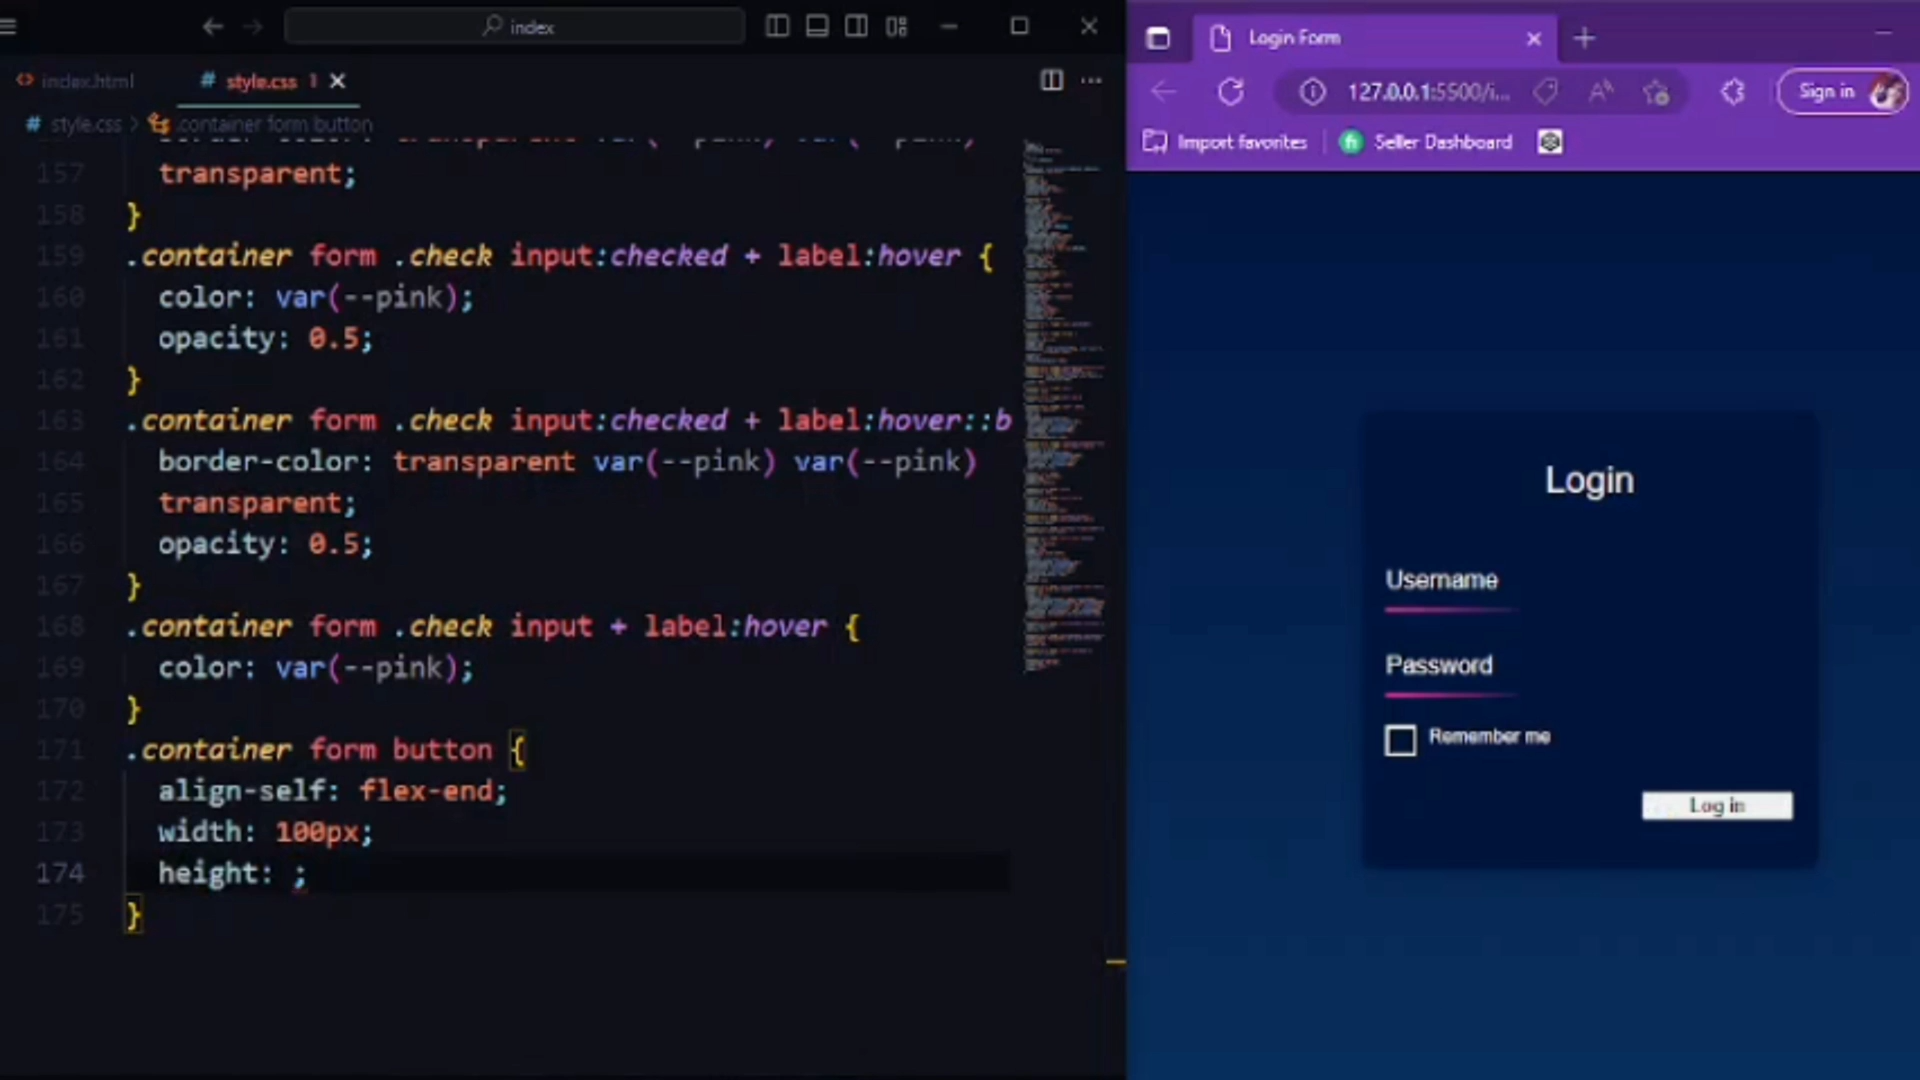 index
index.html
# style.css 1
# style.css > .container form button
157 transparent;
158 }
159 .container form .check input:checked + label:hover {
160 color: var(--pink);
161 opacity: 0.5;
162 }
163 .container form .check input:checked + label:hover::b
164 border-color: transparent var(--pink) var(--pink)
165 transparent;
166 opacity: 0.5;
167 }
168 .container form .check input + label:hover {
169 color: var(--pink);
170 }
171 .container form button {
172 align-self: flex-end;
173 width: 100px;
174 height: ;
175 }
Login Form
127.0.0.1:5500/i...
Sign in
Import favorites
Seller Dashboard
Login
Username
Password
Remember me
Log in